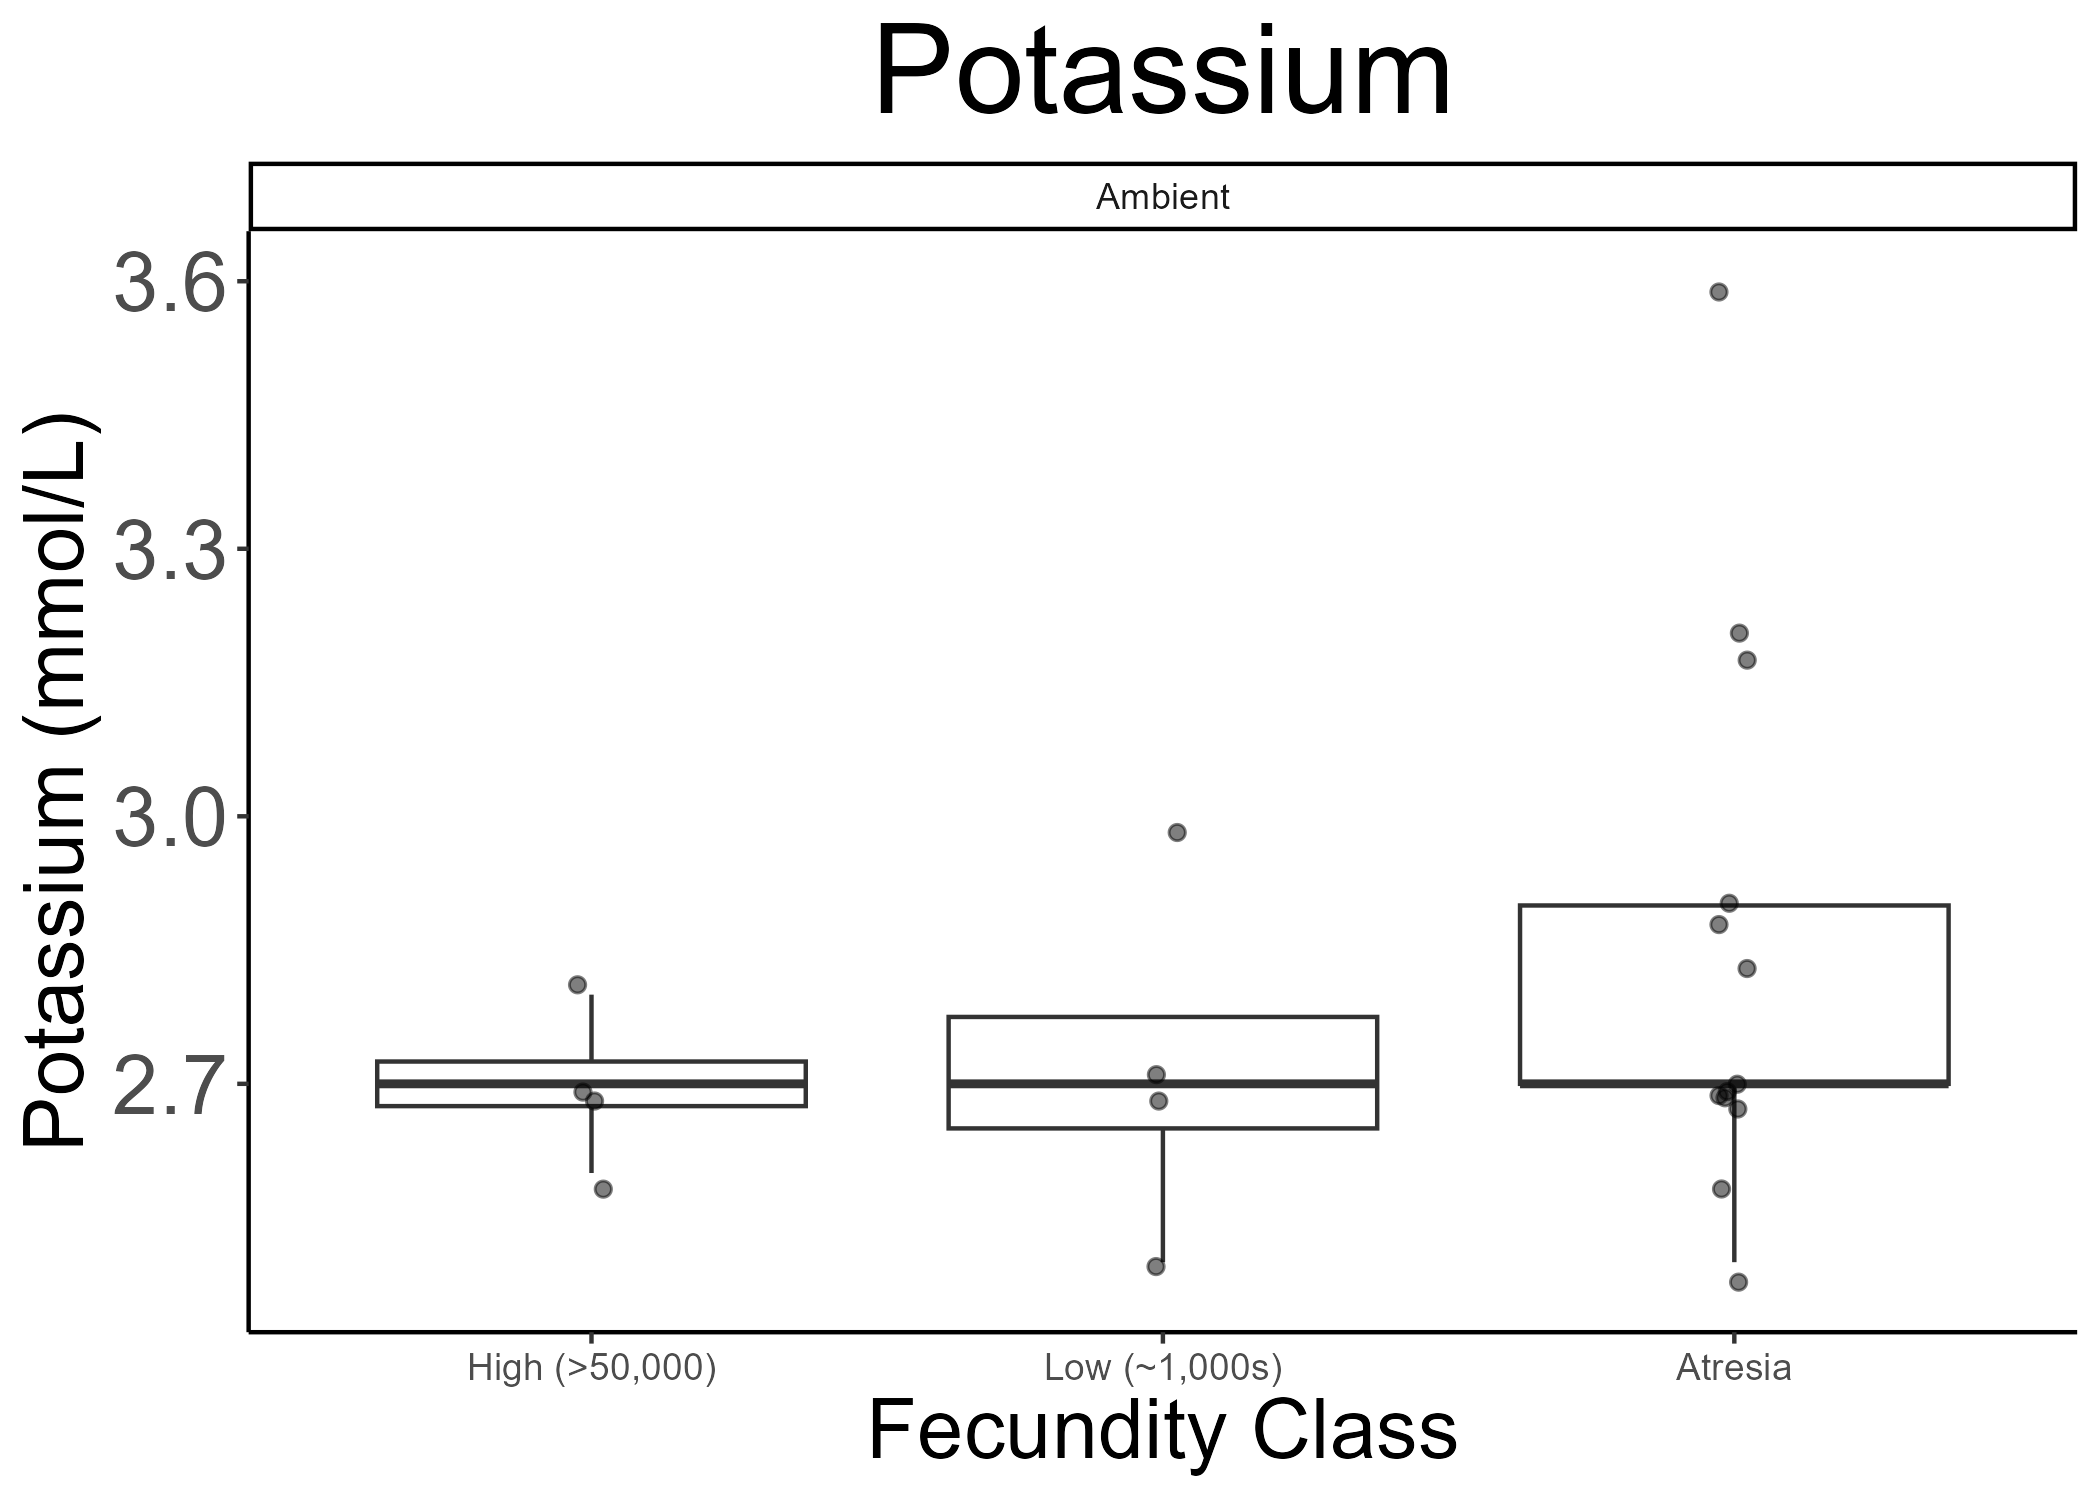 Potassium
Ambient
3.6
3.3
3.0
2.7
Potassium (mmol/L)
High (>50,000)
Low (~1,000s)
Atresia
Fecundity Class